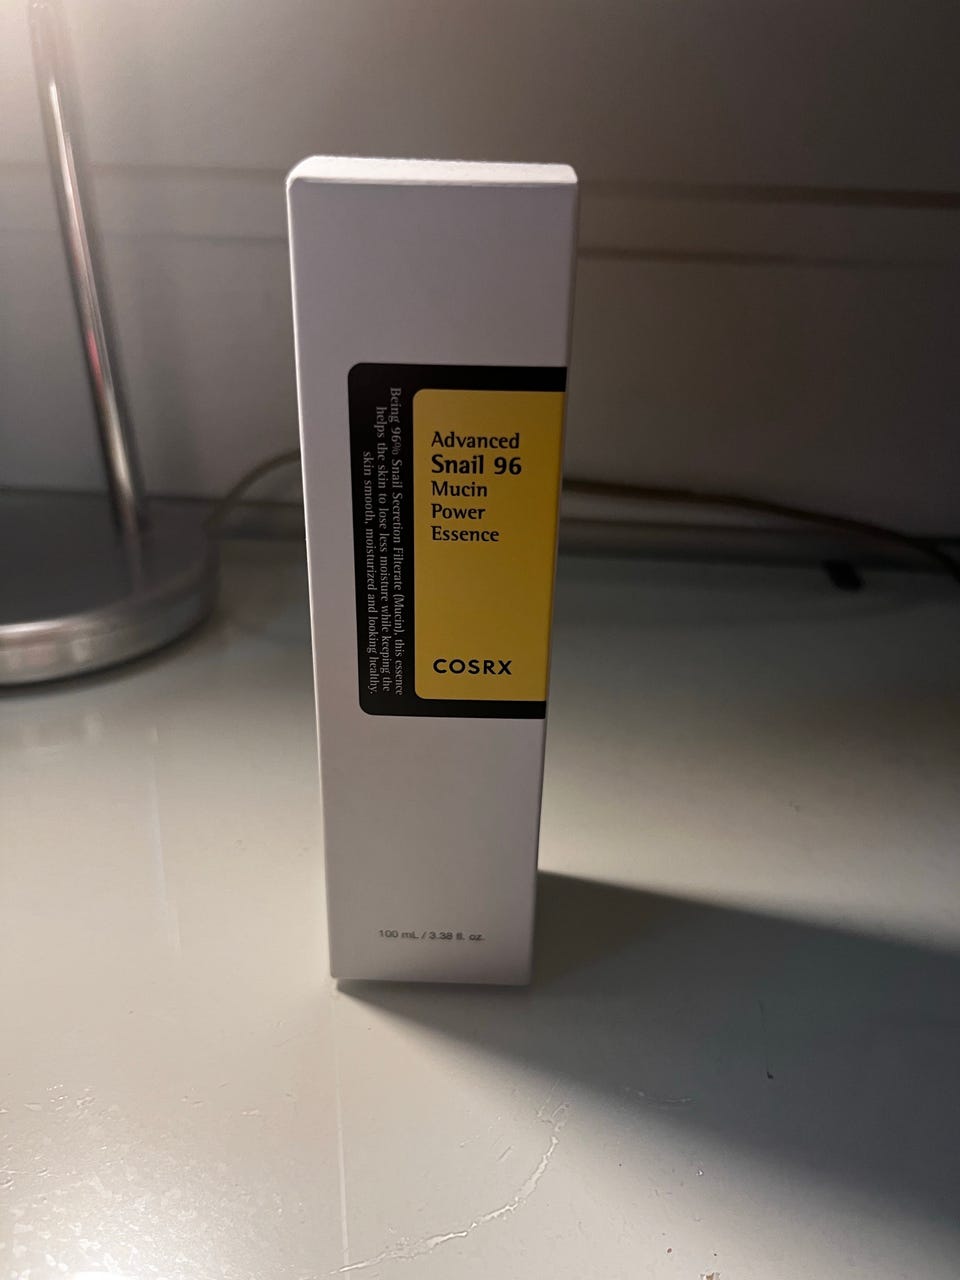 Advanced
Snail 96
Mucin
Power
Essence
COSRX
Being 96% Snail Secretion Filterate (Mucin), this essence
helps the skin to lose less moisture while keeping the
skin smooth, moisturized and looking healthy.
100 mL / 3.38 fl. oz.